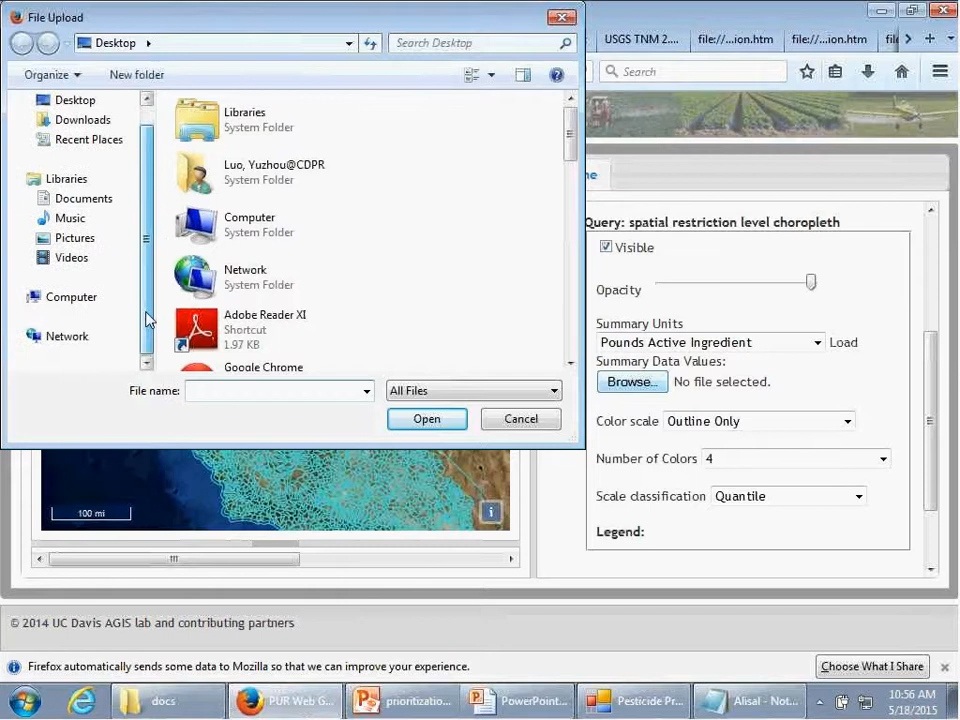 File Upload
Desktop
Search Desktop
USGS TNM 2....
file://...ion.htm
file://...ion.htm
Organize
New folder
Search
Desktop
Downloads
Recent Places
Libraries
Documents
Music
Pictures
Videos
Computer
Network
Libraries
System Folder
Luo, Yuzhou@CDPR
System Folder
Computer
System Folder
Network
System Folder
Adobe Reader XI
Shortcut
1.97 KB
Google Chrome
File name:
All Files
Open
Cancel
Query: spatial restriction level choropleth
Visible
Opacity
Summary Units
Pounds Active Ingredient
Load
Summary Data Values:
Browse...
No file selected.
Color scale
Outline Only
Number of Colors
4
Scale classification
Quantile
Legend:
100 mi
© 2014 UC Davis AGIS lab and contributing partners
Firefox automatically sends some data to Mozilla so that we can improve your experience.
Choose What I Share
docs
PUR Web G...
prioritizatio...
PowerPoint...
Pesticide Pr...
Alisal - Not...
10:56 AM
5/18/2015